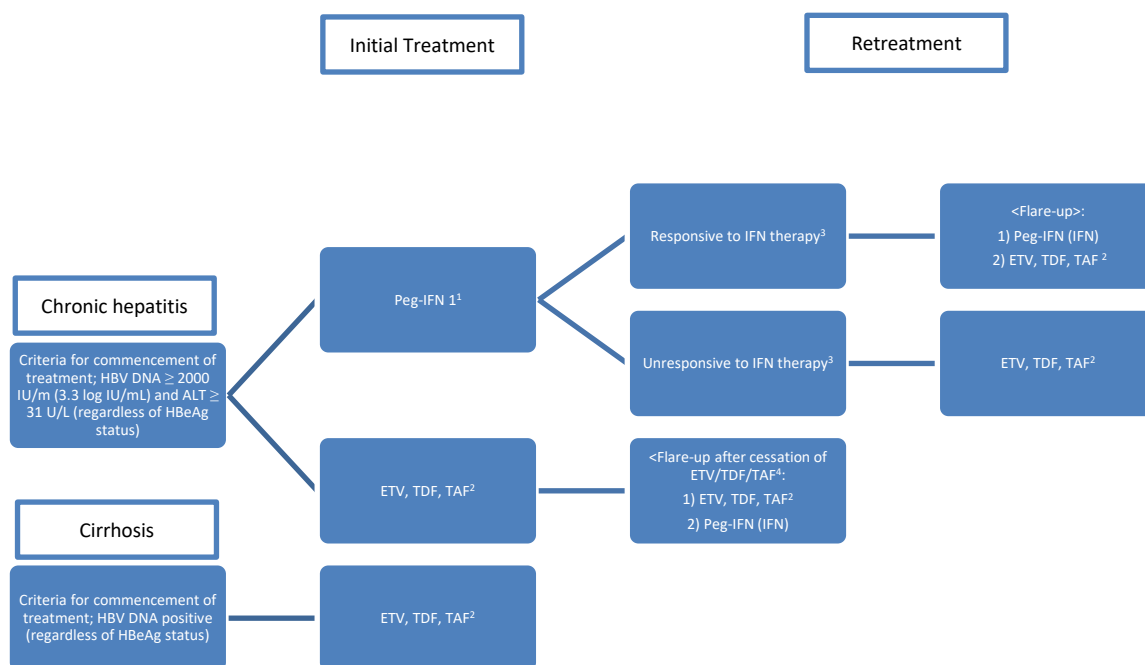 Initial Treatment
Retreatment
Chronic hepatitis
Criteria for commencement of
treatment; HBV DNA ≥ 2000
IU/m (3.3 log IU/mL) and ALT ≥
31 U/L (regardless of HBeAg
status)
Peg-IFN 1¹
Responsive to IFN therapy³
<Flare-up>:
1) Peg-IFN (IFN)
2) ETV, TDF, TAF ²
Unresponsive to IFN therapy³
ETV, TDF, TAF²
ETV, TDF, TAF²
<Flare-up after cessation of
ETV/TDF/TAF⁴:
1) ETV, TDF, TAF²
2) Peg-IFN (IFN)
Cirrhosis
Criteria for commencement of
treatment; HBV DNA positive
(regardless of HBeAg status)
ETV, TDF, TAF²